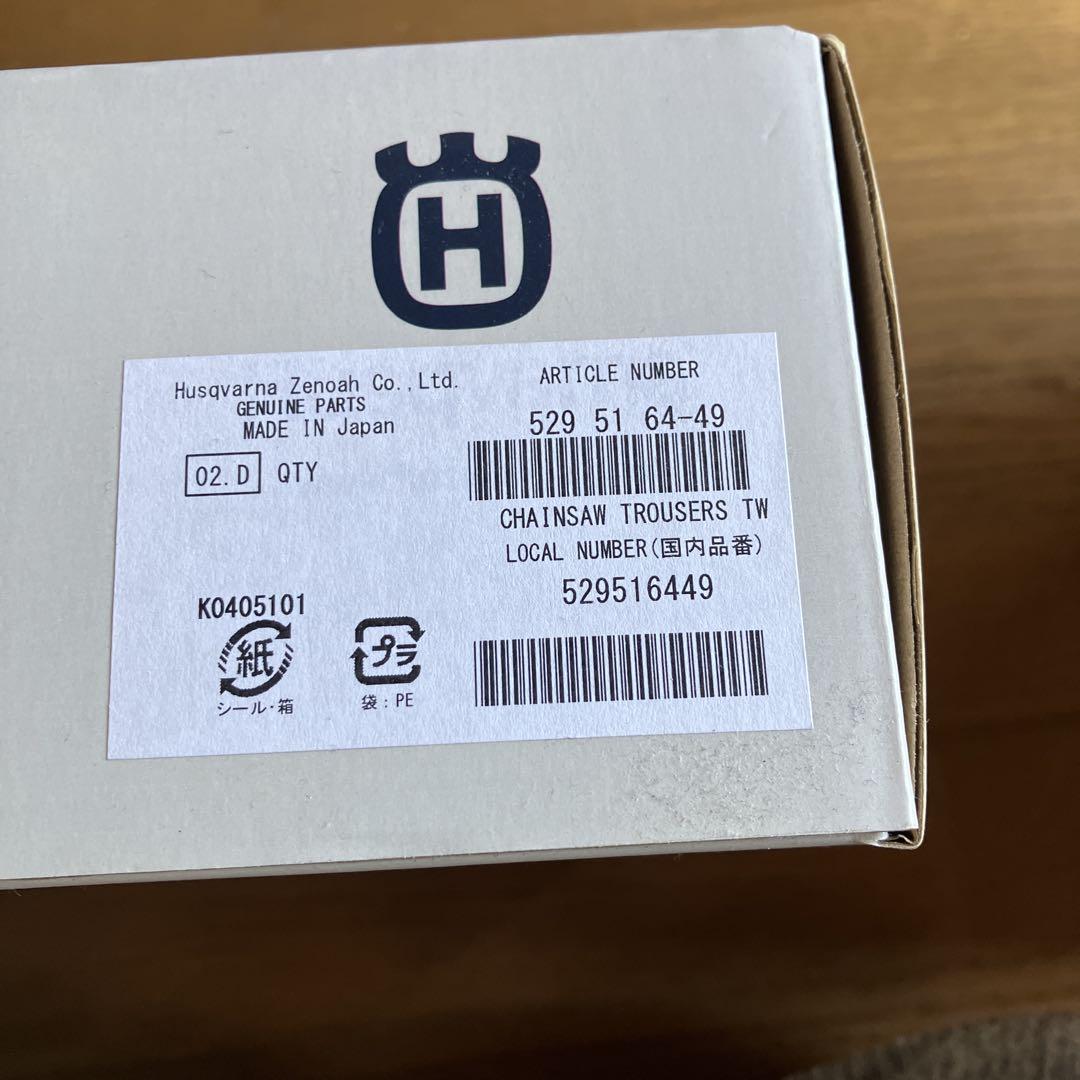 H
Husqvarna Zenoah Co.,Ltd.
GENUINE PARTS
MADE IN Japan
02.D QTY
ARTICLE NUMBER
529 51 64-49
CHAINSAW TROUSERS TW
LOCAL NUMBER(国内品番)
529516449
K0405101
紙
シール・箱
プラ
袋:PE